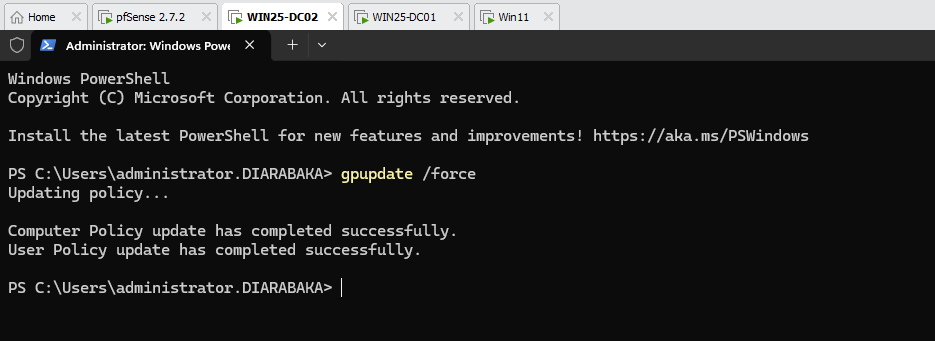 Home
pfSense 2.7.2
WIN25-DC02
WIN25-DC01
Win11
Administrator: Windows Powe
Windows PowerShell
Copyright (C) Microsoft Corporation. All rights reserved.
Install the latest PowerShell for new features and improvements! https://aka.ms/PSWindows
PS C:\Users\administrator.DIARABAKA> gpupdate /force
Updating policy...
Computer Policy update has completed successfully.
User Policy update has completed successfully.
PS C:\Users\administrator.DIARABAKA>